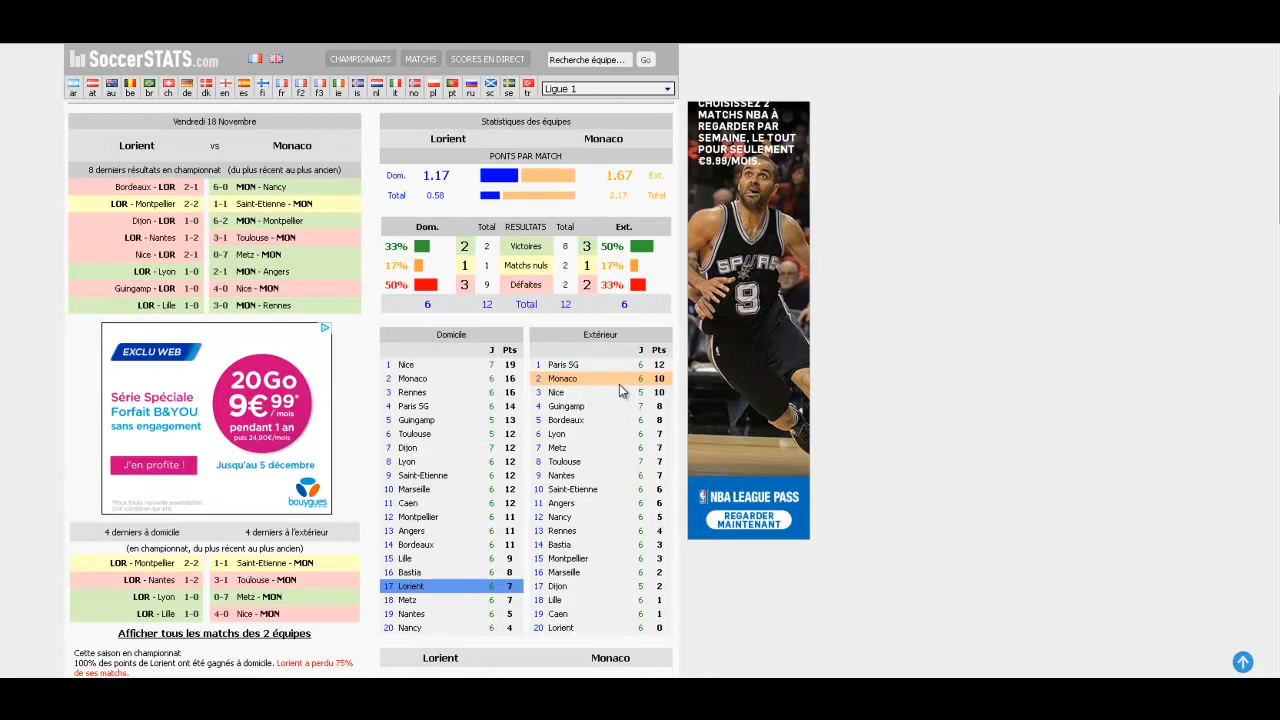 SoccerSTATS.com
CHAMPIONNATS
MATCHS
SCORES EN DIRECT
Recherche équipe...
Go
ar at au be br ch de dk en es fi fr f2 f3 ie is nl it no pl pt ru sc se tr
Ligue 1
Vendredi 18 Novembre
Lorient vs Monaco
8 derniers résultats en championnat (du plus récent au plus ancien)
Bordeaux - LOR 2-1 6-0 MON - Nancy
LOR - Montpellier 2-2 1-1 Saint-Etienne - MON
Dijon - LOR 1-0 6-2 MON - Montpellier
LOR - Nantes 1-2 3-1 Toulouse - MON
Nice - LOR 2-1 0-7 Metz - MON
LOR - Lyon 1-0 2-1 MON - Angers
Guingamp - LOR 1-0 4-0 Nice - MON
LOR - Lille 1-0 3-0 MON - Rennes
EXCLU WEB
Série Spéciale
Forfait B&YOU
sans engagement
J'en profite !
20Go
9€99*
/mois
pendant 1 an
puis 24,90€/mois
Jusqu'au 5 décembre
bouygues
4 derniers à domicile 4 derniers à l'extérieur
(en championnat, du plus récent au plus ancien)
LOR - Montpellier 2-2 1-1 Saint-Etienne - MON
LOR - Nantes 1-2 3-1 Toulouse - MON
LOR - Lyon 1-0 0-7 Metz - MON
LOR - Lille 1-0 4-0 Nice - MON
Afficher tous les matchs des 2 équipes
Cette saison en championnat
100% des points de Lorient ont été gagnés à domicile. Lorient a perdu 75%
de ses matchs.
Statistiques des équipes
Lorient Monaco
PONTS PAR MATCH
Dom. 1.17 1.67 Ext.
Total 0.58 2.17 Total
Dom. Total RESULTATS Total Ext.
33% 2 2 Victoires 8 3 50%
17% 1 1 Matchs nuls 2 1 17%
50% 3 9 Défaites 2 2 33%
6 12 Total 12 6
Domicile
J Pts
1 Nice 7 19
2 Monaco 6 16
3 Rennes 6 16
4 Paris SG 6 14
5 Guingamp 5 13
6 Toulouse 5 12
7 Dijon 7 12
8 Lyon 6 12
9 Saint-Etienne 6 12
10 Marseille 6 12
11 Caen 6 12
12 Montpellier 6 11
13 Angers 6 11
14 Bordeaux 6 11
15 Lille 6 9
16 Bastia 6 8
17 Lorient 6 7
18 Metz 6 7
19 Nantes 6 5
20 Nancy 6 4
Extérieur
J Pts
1 Paris SG 6 12
2 Monaco 6 10
3 Nice 5 10
4 Guingamp 7 8
5 Bordeaux 6 8
6 Lyon 6 7
7 Metz 6 7
8 Toulouse 7 7
9 Nantes 6 7
10 Saint-Etienne 6 6
11 Angers 6 6
12 Nancy 6 5
13 Rennes 6 4
14 Bastia 6 3
15 Montpellier 6 3
16 Marseille 6 2
17 Dijon 5 2
18 Lille 6 1
19 Caen 6 1
20 Lorient 6 0
Lorient Monaco
CHOISISSEZ 2
MATCHS NBA À
REGARDER PAR
SEMAINE, LE TOUT
POUR SEULEMENT
€9.99/MOIS.
SPURS
9
NBA LEAGUE PASS
REGARDER
MAINTENANT